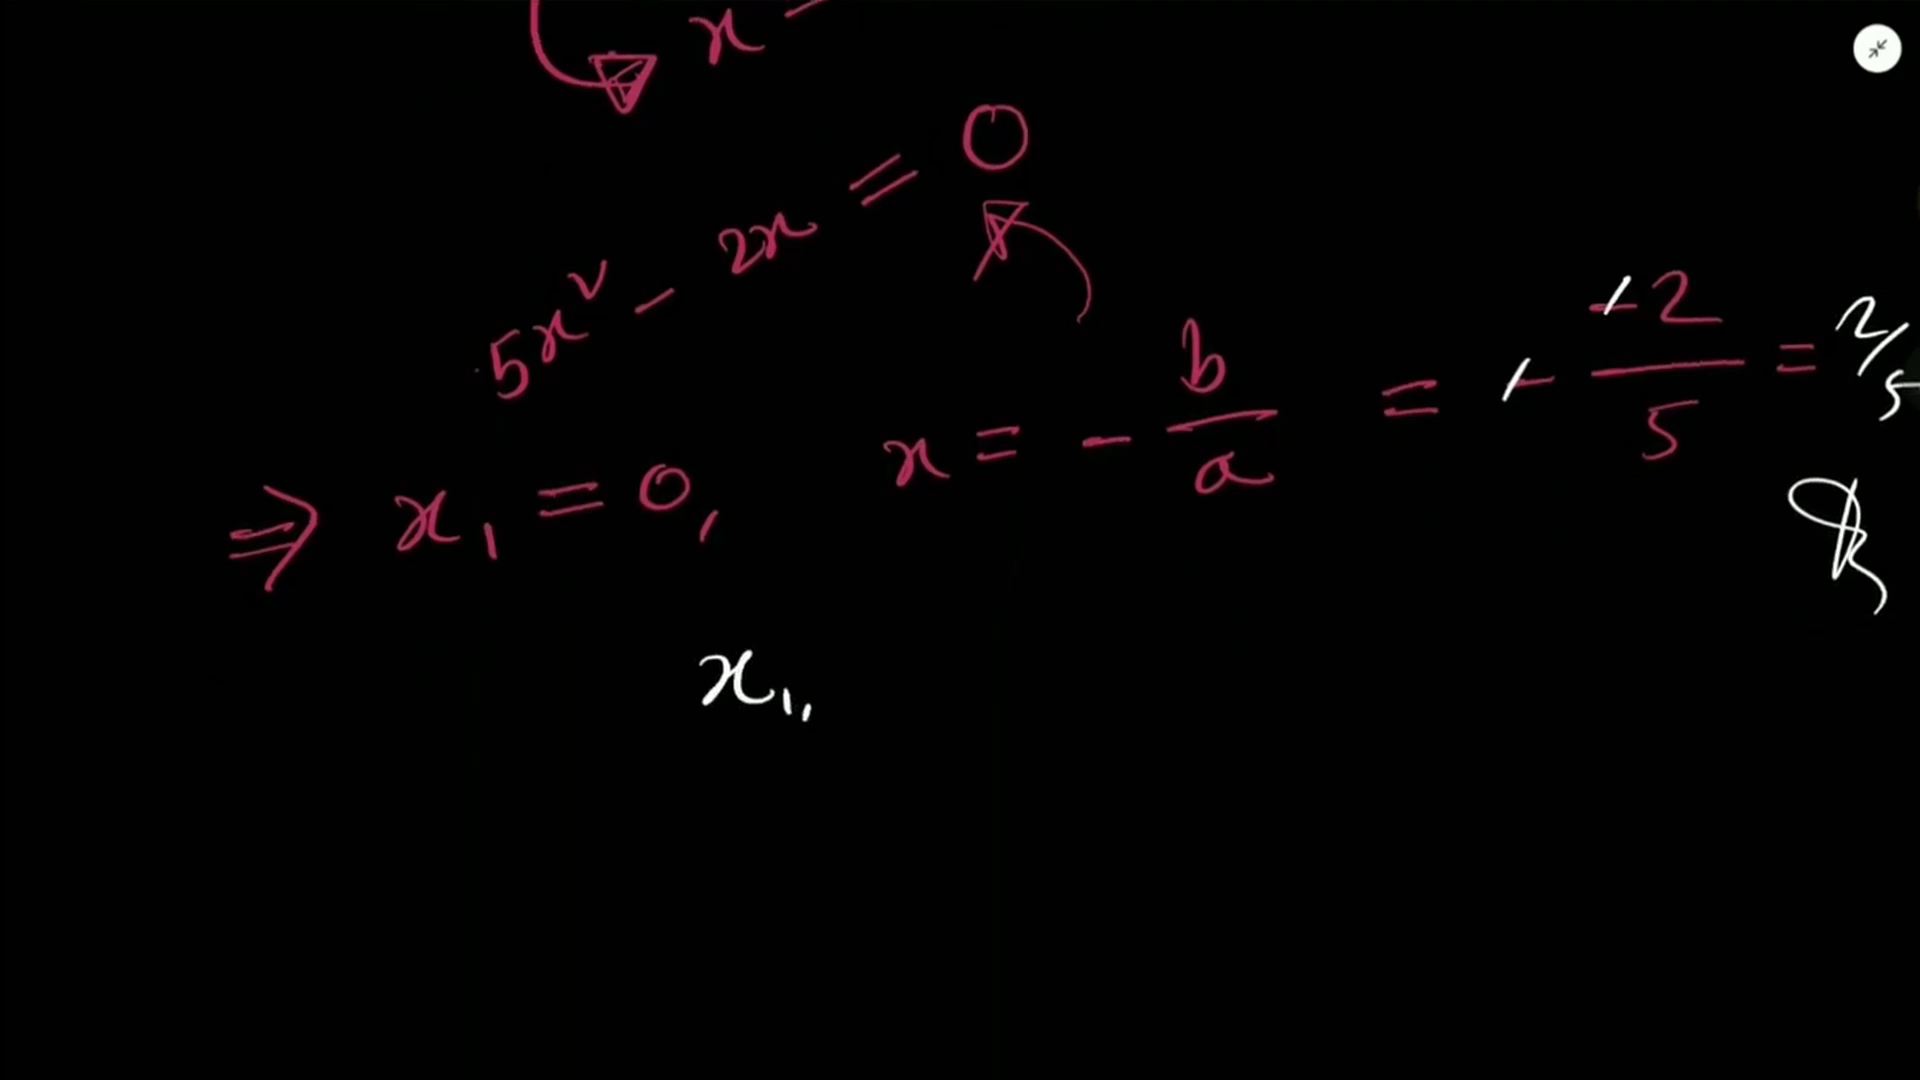 x -
5x² - 2x = 0
⇒ x₁ = 0, x = - b/a = - -2/5 = 2/5
x₁,